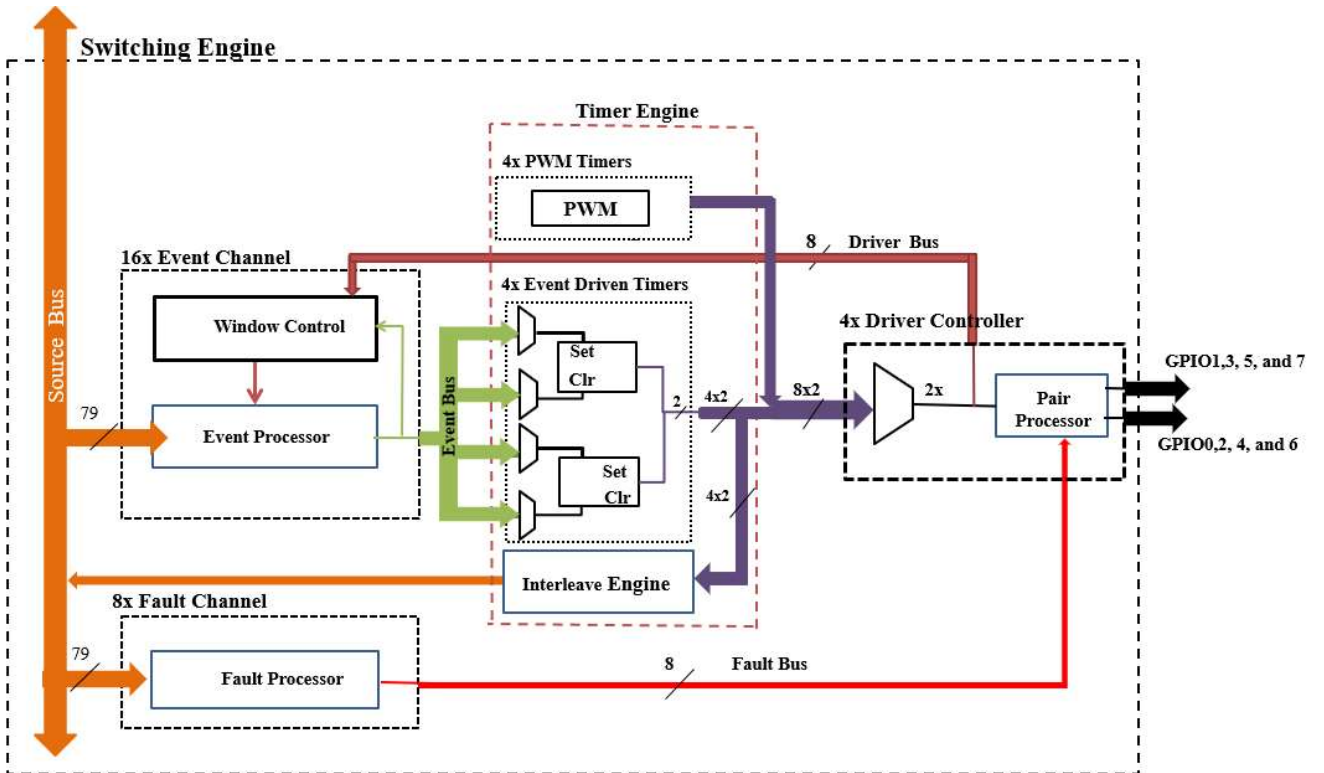 Switching Engine
Timer Engine
4x PWM Timers
PWM
8
Driver Bus
16x Event Channel
4x Event Driven Timers
Window Control
4x Driver Controller
Source Bus
Set
Clr
GPIO1,3, 5, and 7
79
Event Processor
Event Bus
2
4x2
8x2
2x
Pair
Processor
GPIO0,2, 4, and 6
Set
Clr
4x2
Interleave Engine
8x Fault Channel
79
Fault Processor
8
Fault Bus